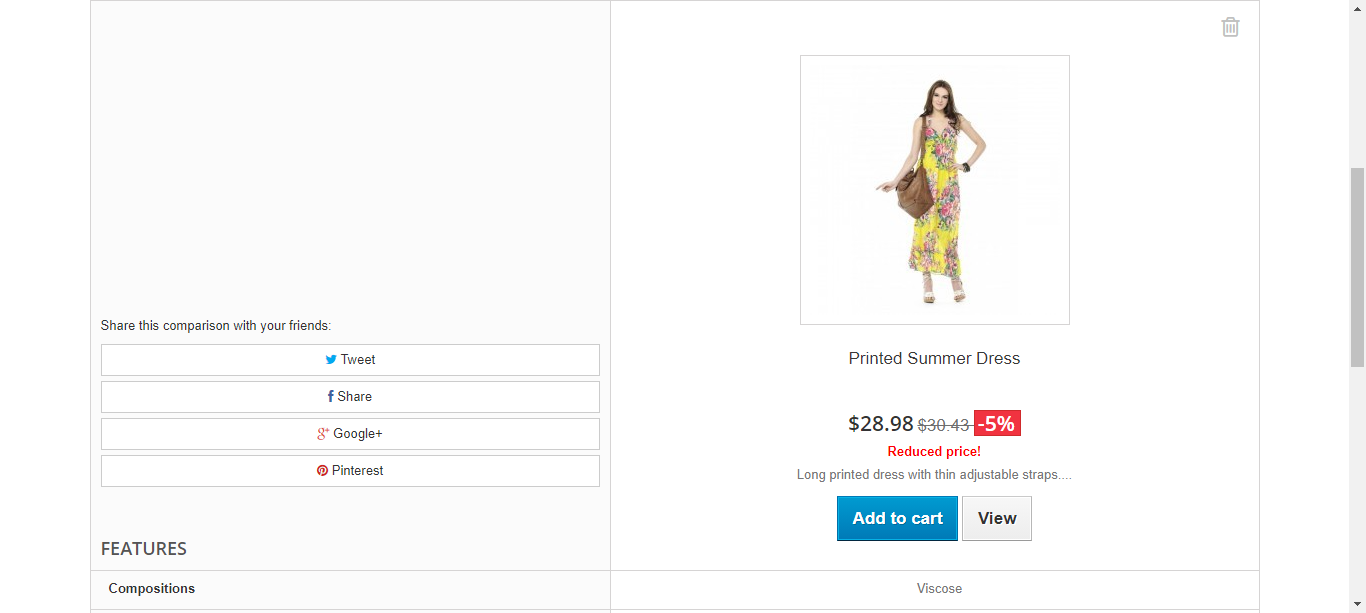 Share this comparison with your friends:
Tweet
Share
Google+
Pinterest
Printed Summer Dress
$28.98 $30.43 -5%
Reduced price!
Long printed dress with thin adjustable straps....
Add to cart View
FEATURES
Compositions Viscose